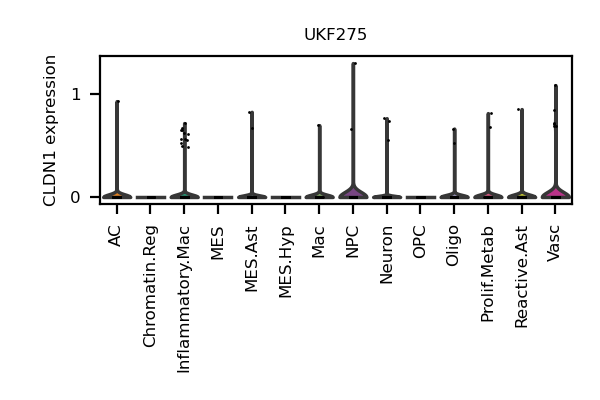 UKF275
CLDN1 expression
1
0
AC
Chromatin.Reg
Inflammatory.Mac
MES
MES.Ast
MES.Hyp
Mac
NPC
Neuron
OPC
Oligo
Prolif.Metab
Reactive.Ast
Vasc